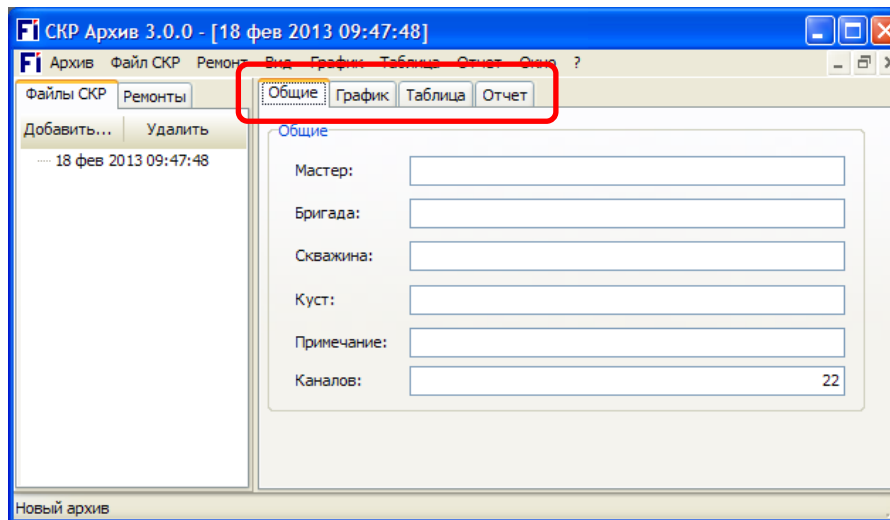 Fi СКР Архив 3.0.0 - [18 фев 2013 09:47:48]
Fi Архив Файл СКР Ремонт Вид График Таблица Отчет Окно ?
Файлы СКР Ремонты
Добавить... Удалить
18 фев 2013 09:47:48
Общие График Таблица Отчет
Общие
Мастер:
Бригада:
Скважина:
Куст:
Примечание:
Каналов: 22
Новый архив